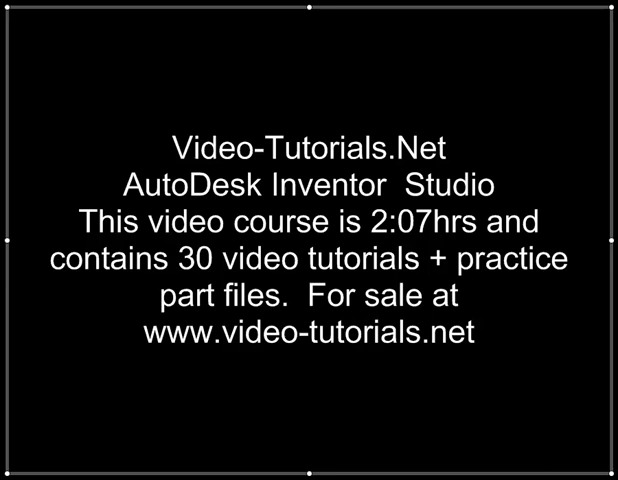 Video-Tutorials.Net
AutoDesk Inventor  Studio
This video course is 2:07hrs and
contains 30 video tutorials + practice
part files.  For sale at
www.video-tutorials.net